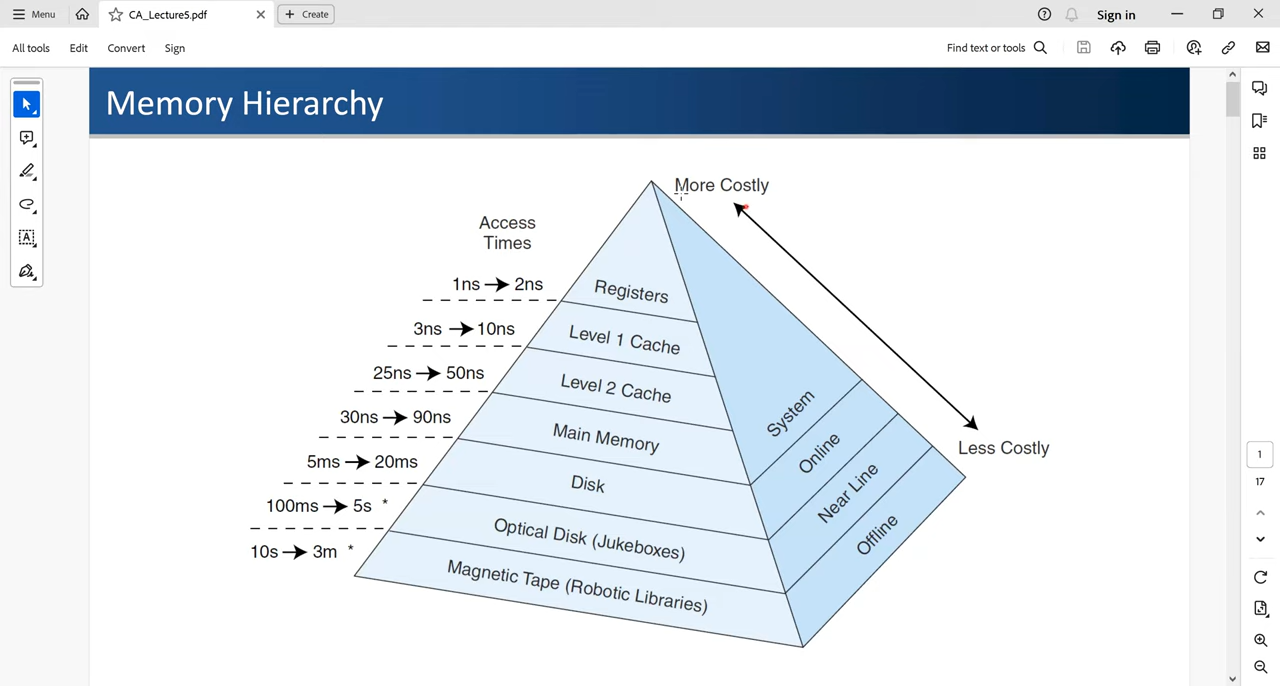 Menu
CA_Lecture5.pdf
Create
Sign in
All tools
Edit
Convert
Sign
Find text or tools
Memory Hierarchy
More Costly
Access
Times
1ns → 2ns
Registers
3ns → 10ns
Level 1 Cache
25ns → 50ns
Level 2 Cache
30ns → 90ns
Main Memory
5ms → 20ms
Disk
100ms → 5s *
Optical Disk (Jukeboxes)
10s → 3m *
Magnetic Tape (Robotic Libraries)
System
Online
Near Line
Offline
Less Costly
1
17